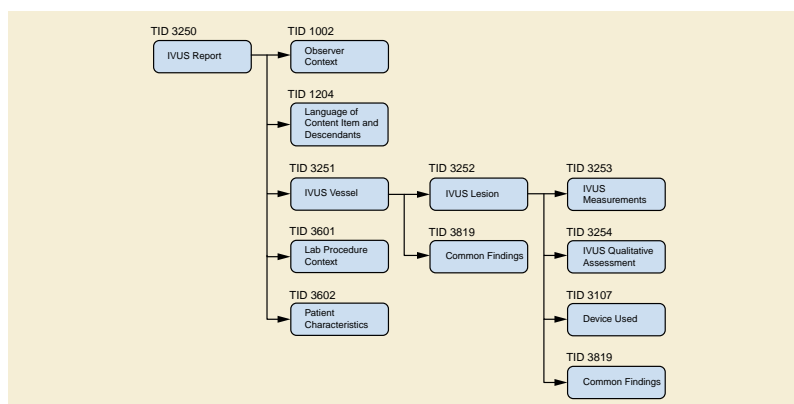 TID 3250
IVUS Report
TID 1002
Observer
Context
TID 1204
Language of
Content Item and
Descendants
TID 3251
IVUS Vessel
TID 3252
IVUS Lesion
TID 3253
IVUS
Measurements
TID 3601
Lab Procedure
Context
TID 3819
Common Findings
TID 3254
IVUS Qualitative
Assessment
TID 3602
Patient
Characteristics
TID 3107
Device Used
TID 3819
Common Findings